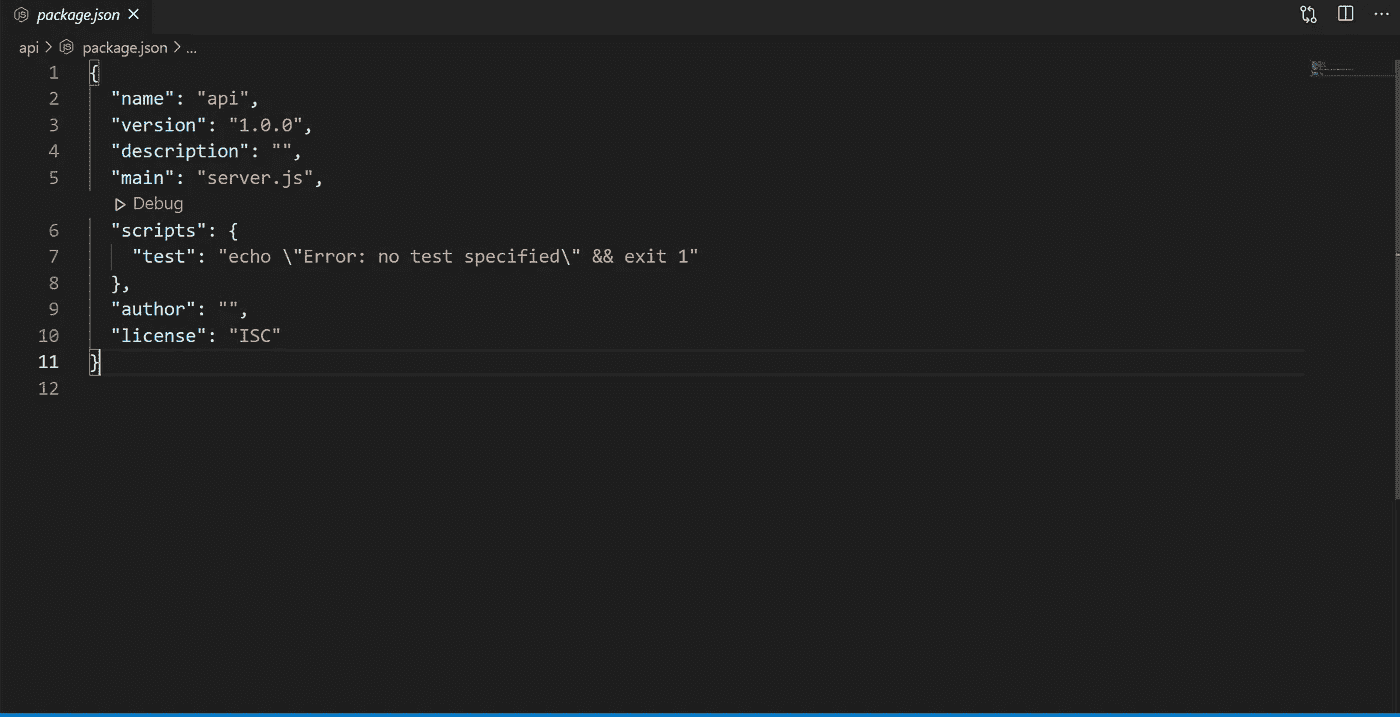 package.json
api > package.json > ...
1 {
2 "name": "api",
3 "version": "1.0.0",
4 "description": "",
5 "main": "server.js",
Debug
6 "scripts": {
7 "test": "echo \"Error: no test specified\" && exit 1"
8 },
9 "author": "",
10 "license": "ISC"
11 }
12